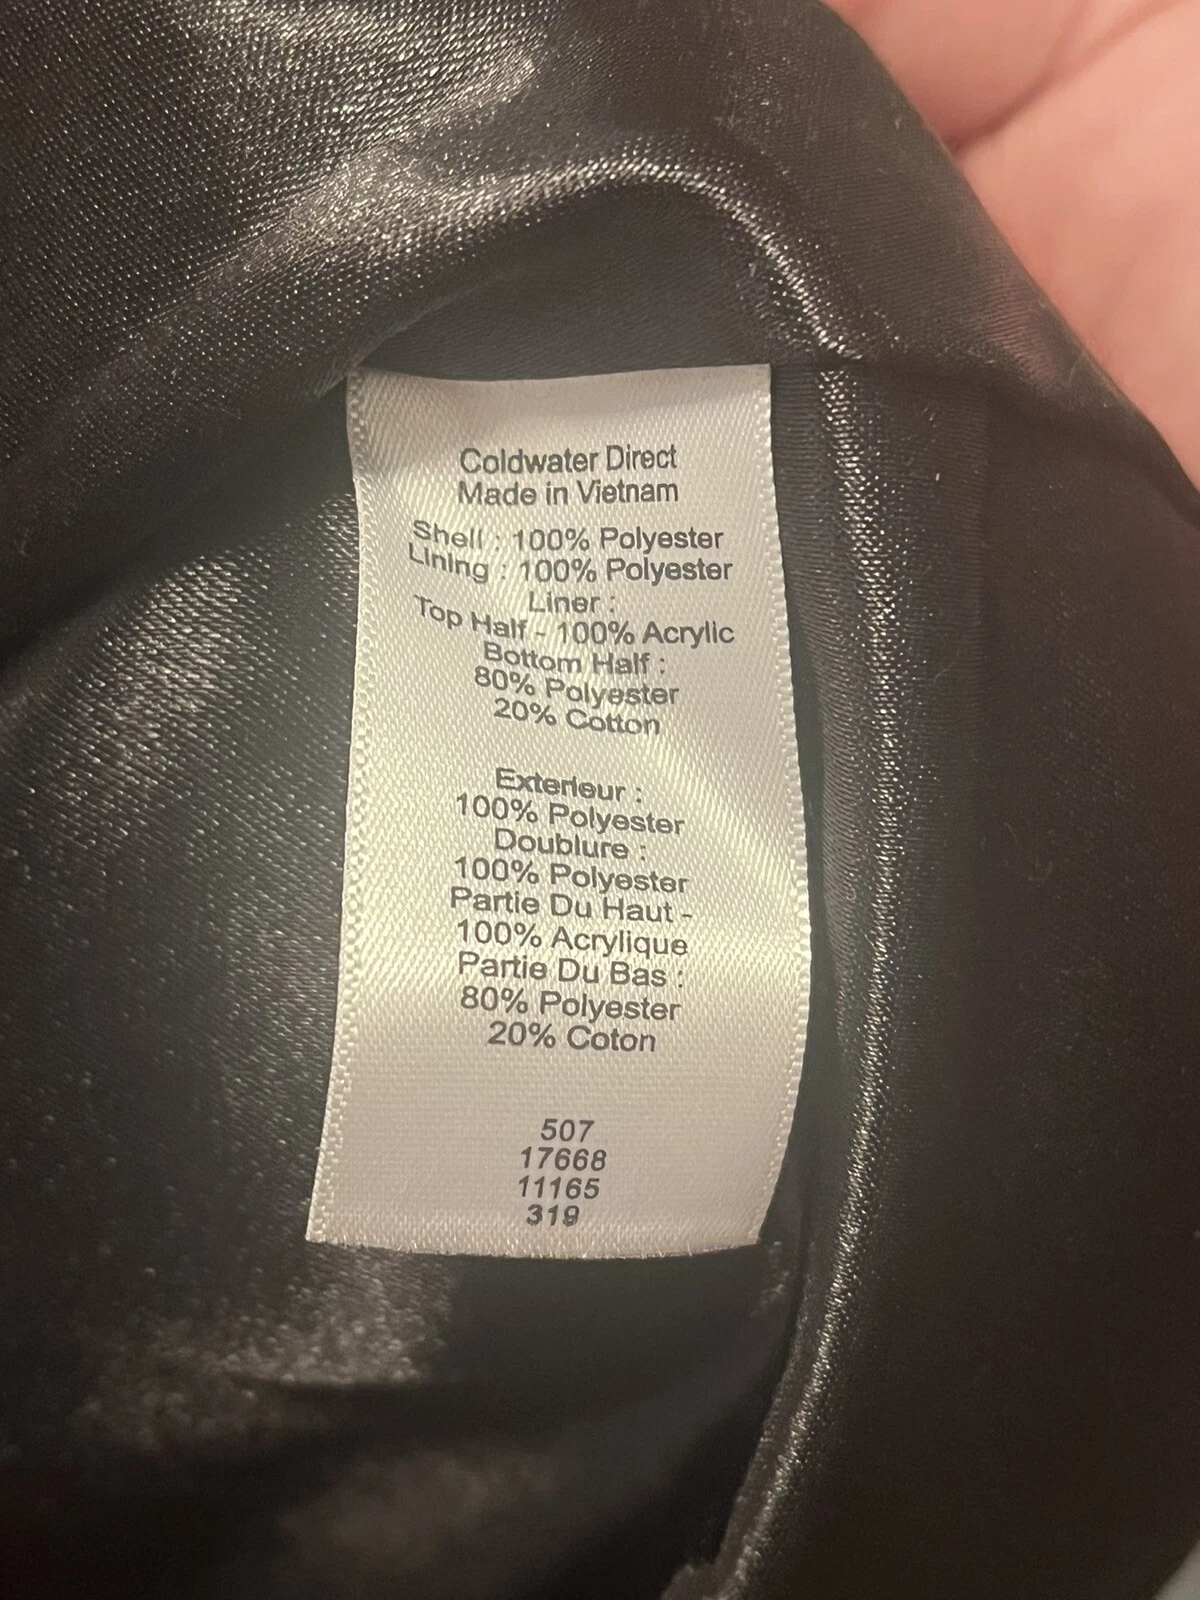 Coldwater Direct
Made in Vietnam
Shell : 100% Polyester
Lining : 100% Polyester
Liner :
Top Half - 100% Acrylic
Bottom Half :
80% Polyester
20% Cotton
Exterieur :
100% Polyester
Doublure :
100% Polyester
Partie Du Haut -
100% Acrylique
Partie Du Bas :
80% Polyester
20% Coton
507
17668
11165
319